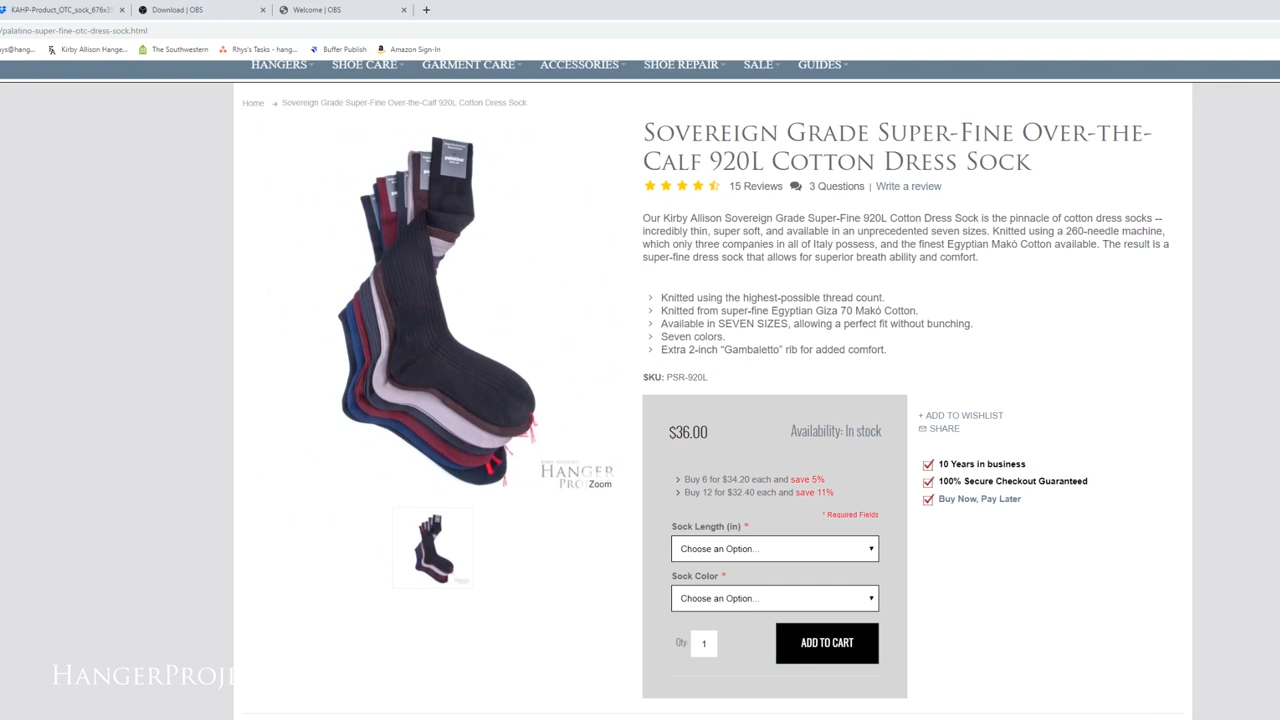 KAHP-Product_OTC_sock_676x35
Download | OBS
Welcome | OBS
/palatino-super-fine-otc-dress-sock.html
ys@hang...
Kirby Allison Hange...
The Southwestern
Rhys's Tasks - hang...
Buffer Publish
Amazon Sign-In
HANGERS
SHOE CARE
GARMENT CARE
ACCESSORIES
SHOE REPAIR
SALE
GUIDES
Home
Sovereign Grade Super-Fine Over-the-Calf 920L Cotton Dress Sock
SOVEREIGN GRADE SUPER-FINE OVER-THE-
CALF 920L COTTON DRESS SOCK
15 Reviews 3 Questions | Write a review
Our Kirby Allison Sovereign Grade Super-Fine 920L Cotton Dress Sock is the pinnacle of cotton dress socks --
incredibly thin, super soft, and available in an unprecedented seven sizes. Knitted using a 260-needle machine,
which only three companies in all of Italy possess, and the finest Egyptian Makò Cotton available. The result is a
super-fine dress sock that allows for superior breath ability and comfort.
Knitted using the highest-possible thread count.
Knitted from super-fine Egyptian Giza 70 Makò Cotton.
Available in SEVEN SIZES, allowing a perfect fit without bunching.
Seven colors.
Extra 2-inch “Gambaletto” rib for added comfort.
SKU: PSR-920L
$36.00
Availability: In stock
Buy 6 for $34.20 each and save 5%
Buy 12 for $32.40 each and save 11%
* Required Fields
Sock Length (in) *
Choose an Option...
Sock Color *
Choose an Option...
Qty: 1
ADD TO CART
+ ADD TO WISHLIST
SHARE
10 Years in business
100% Secure Checkout Guaranteed
Buy Now, Pay Later
palatino
HANGER
PROJ
Zoom
HANGERPROJE